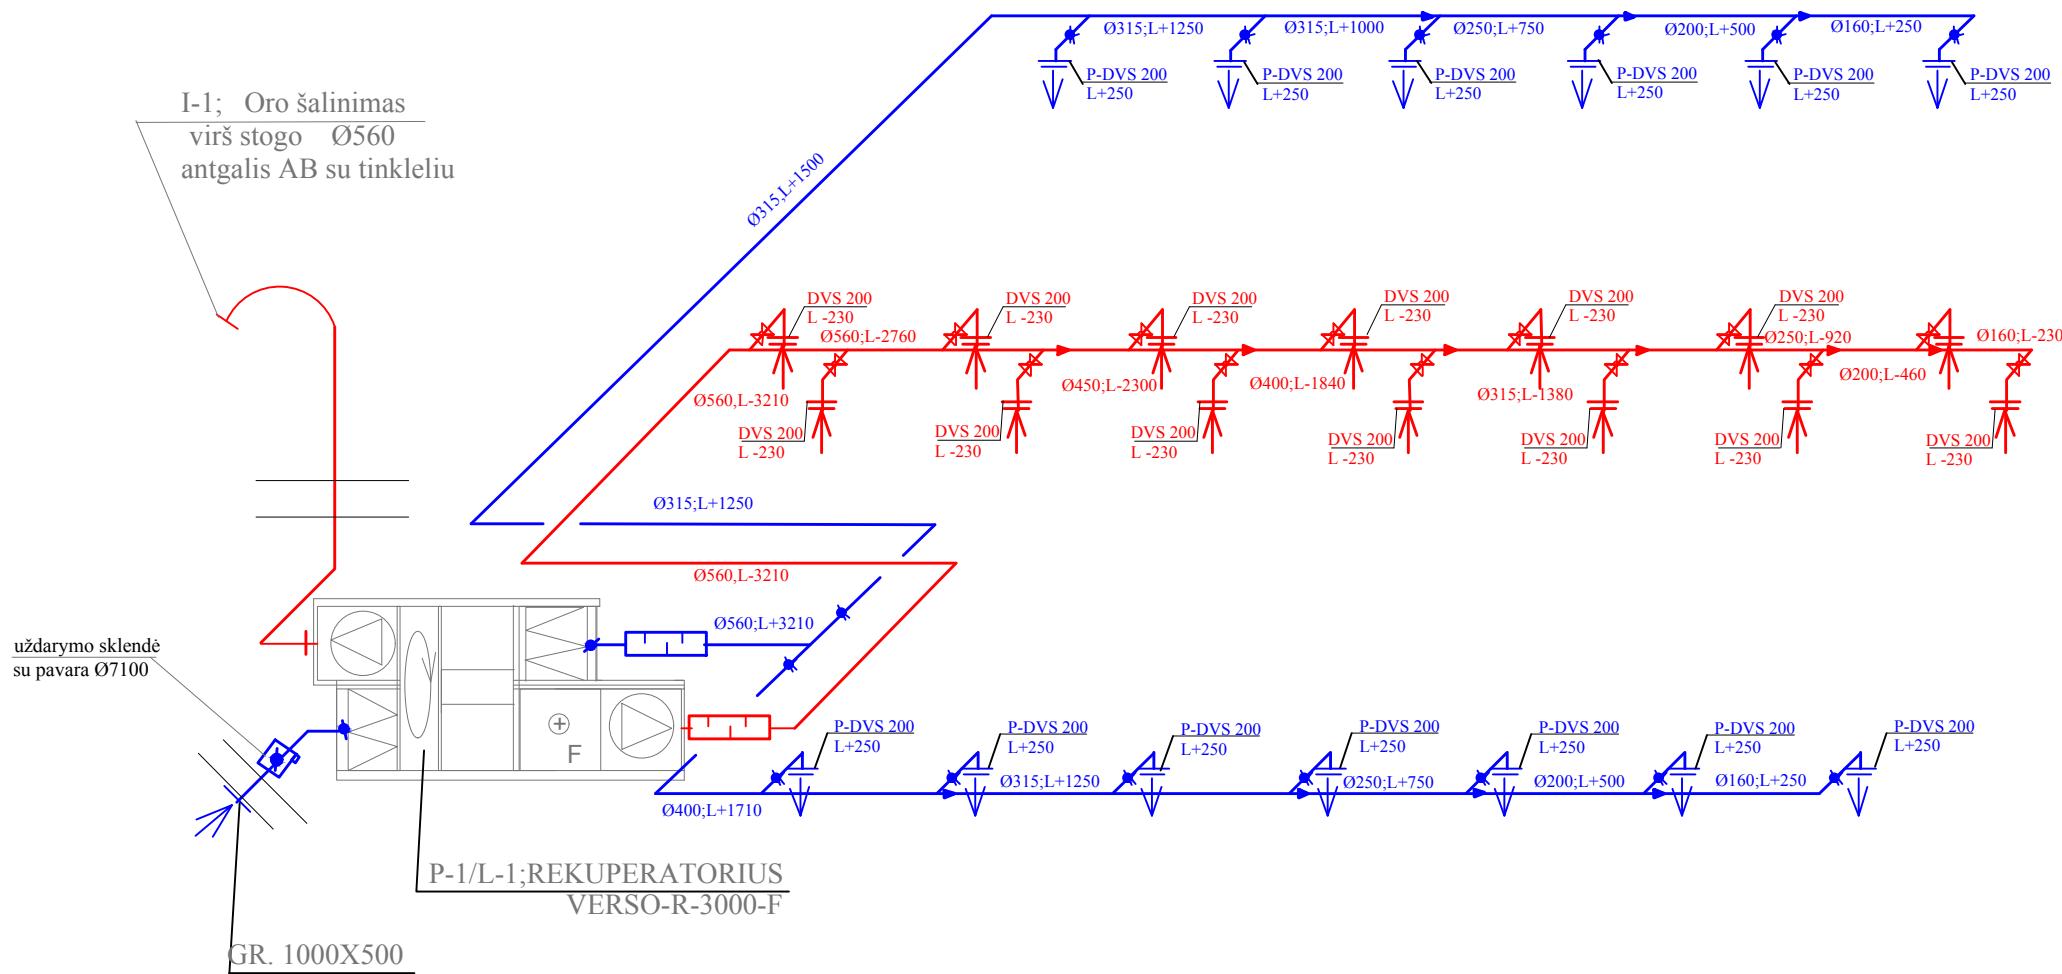 Ø315;L+1250
Ø315;L+1000
Ø250;L+750
Ø200;L+500
Ø160;L+250
P-DVS 200
L+250
P-DVS 200
L+250
P-DVS 200
L+250
P-DVS 200
L+250
P-DVS 200
L+250
P-DVS 200
L+250
I-1; Oro šalinimas
virš stogo Ø560
antgalis AB su tinkleliu
Ø315,L+1500
DVS 200
L -230
DVS 200
L -230
DVS 200
L -230
DVS 200
L -230
DVS 200
L -230
DVS 200
L -230
Ø560;L-2760
Ø250;L-920
Ø160;L-230
Ø560,L-3210
Ø450;L-2300
Ø400;L-1840
Ø315;L-1380
Ø200;L-460
DVS 200
L -230
DVS 200
L -230
DVS 200
L -230
DVS 200
L -230
DVS 200
L -230
DVS 200
L -230
DVS 200
L -230
Ø315;L+1250
Ø560,L-3210
Ø560;L+3210
uždarymo sklendė
su pavara Ø7100
F
P-DVS 200
L+250
P-DVS 200
L+250
P-DVS 200
L+250
P-DVS 200
L+250
P-DVS 200
L+250
P-DVS 200
L+250
P-DVS 200
L+250
Ø400;L+1710
Ø315;L+1250
Ø250;L+750
Ø200;L+500
Ø160;L+250
P-1/L-1;REKUPERATORIUS
VERSO-R-3000-F
GR. 1000X500